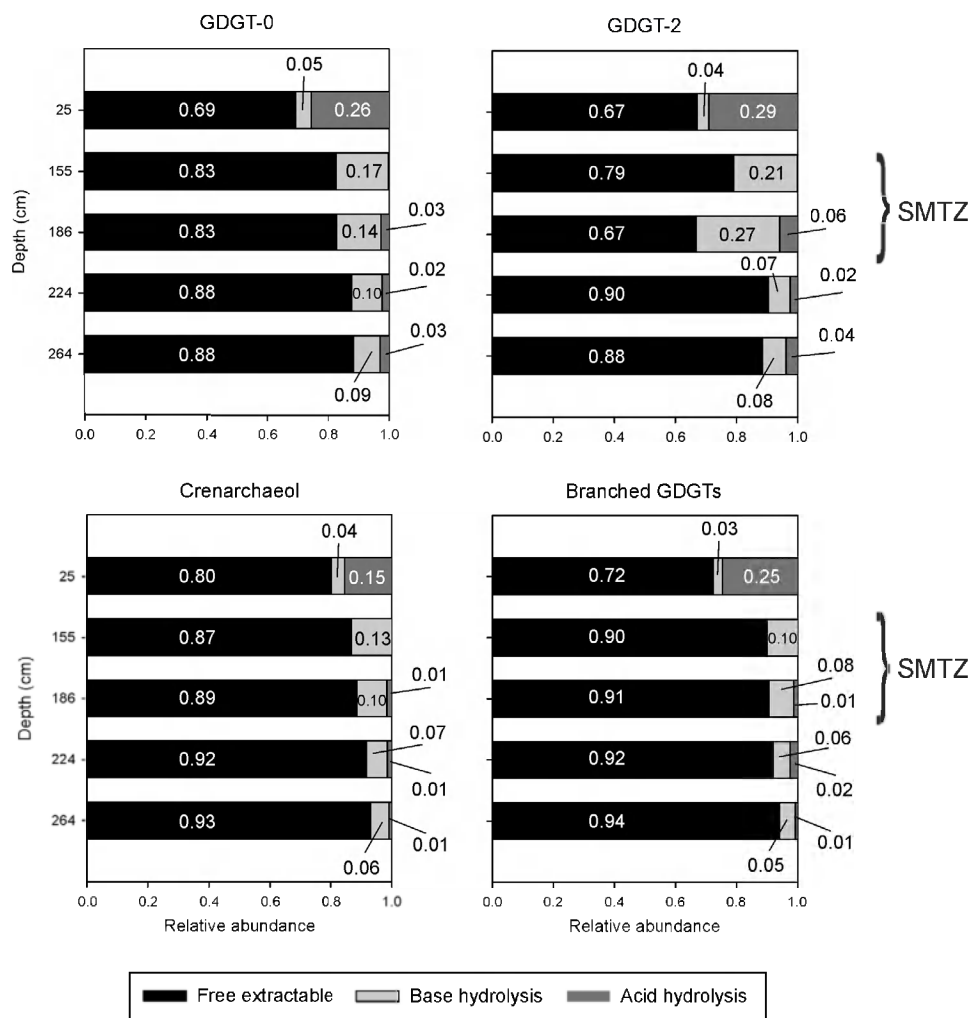 GDGT-0
0.05
25 0.69 0.26
155 0.83 0.17
0.03
186 0.83 0.14
0.02
224 0.88 0.10
0.03
264 0.88
0.09
0.0 0.2 0.4 0.6 0.8 1.0
Depth (cm)
GDGT-2
0.04
0.67 0.29
0.79 0.21
0.06
0.67 0.27
0.07
0.02
0.90
0.04
0.88
0.08
0.0 0.2 0.4 0.6 0.8 1.0
SMTZ
Crenarchaeol
0.04
25 0.80 0.15
155 0.87 0.13
0.01
186 0.89 0.10
0.07
224 0.92
0.01
264 0.93
0.01
0.06
0.0 0.2 0.4 0.6 0.8 1.0
Relative abundance
Depth (cm)
Branched GDGTs
0.03
0.72 0.25
0.90 0.10
0.08
0.91 0.01
0.06
0.92
0.02
0.94
0.01
0.05
0.0 0.2 0.4 0.6 0.8 1.0
Relative abundance
SMTZ
Free extractable Base hydrolysis Acid hydrolysis